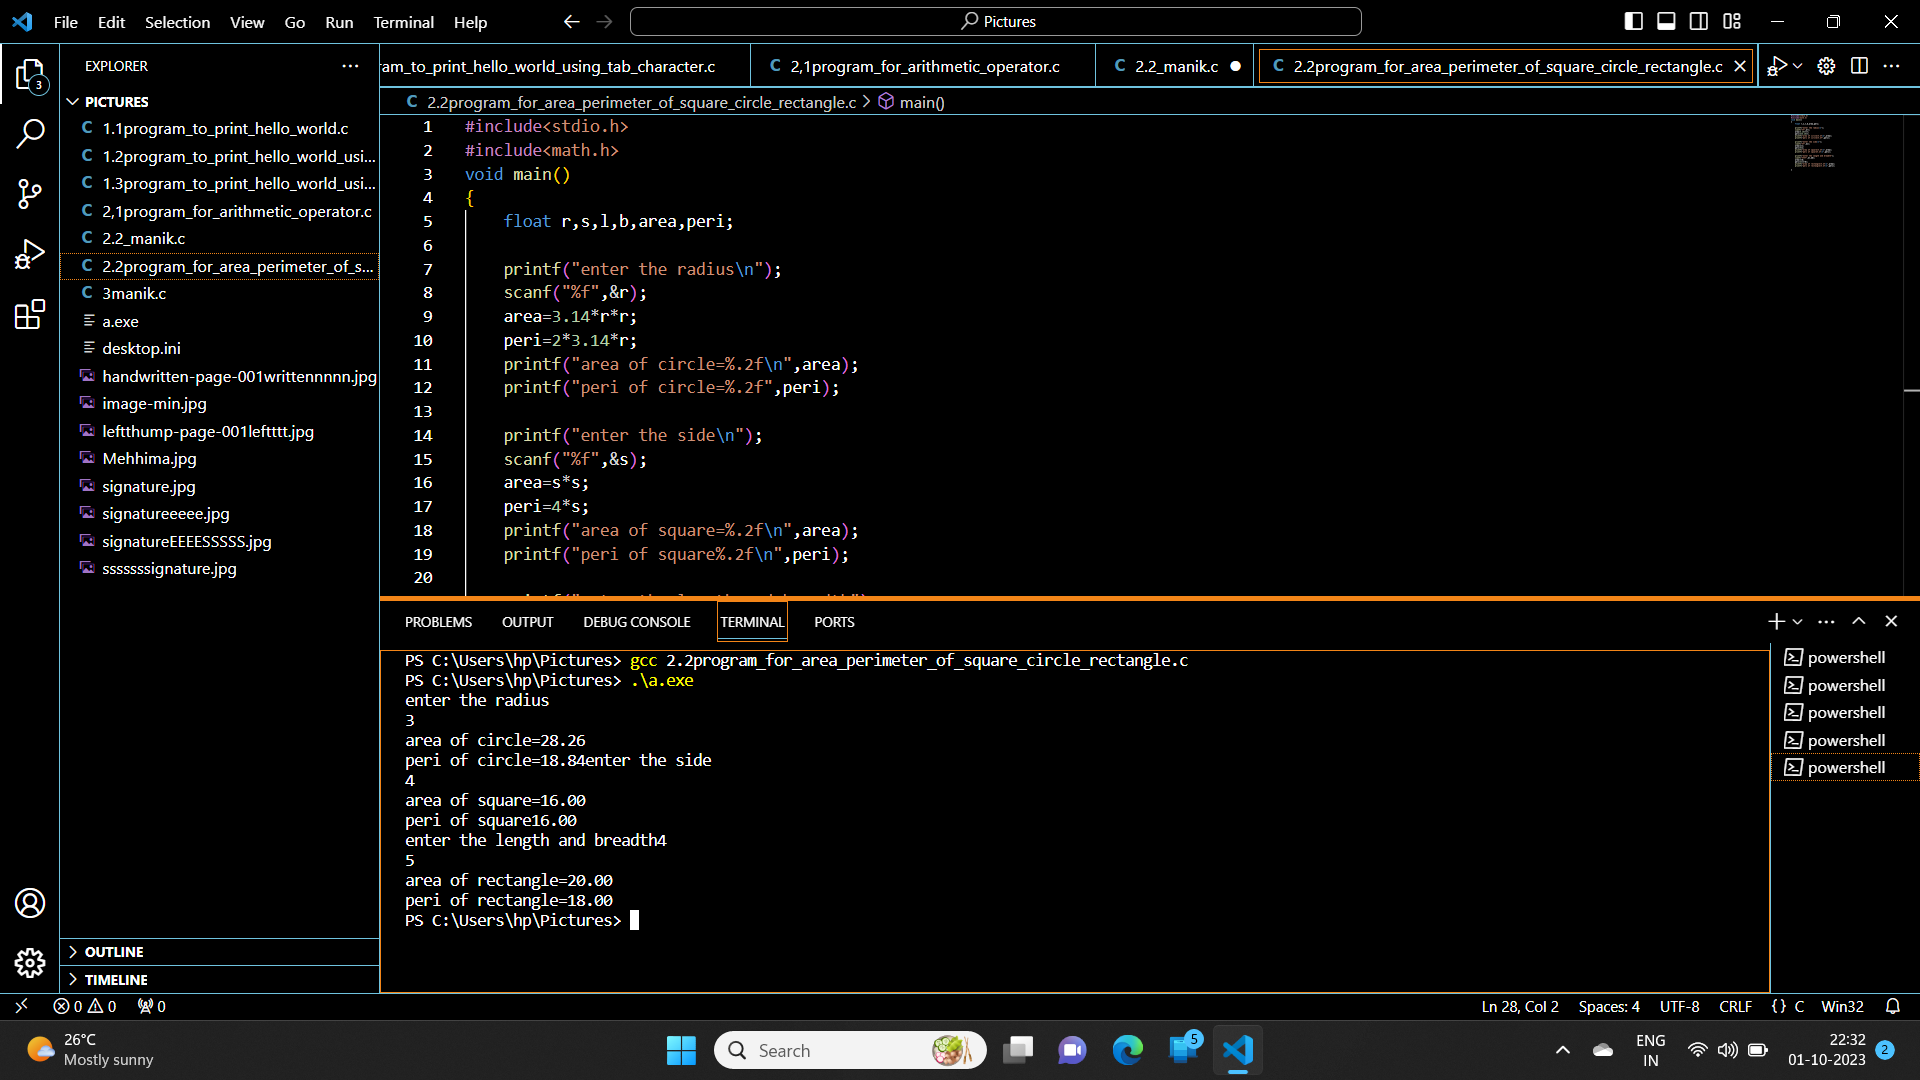 File Edit Selection View Go Run Terminal Help
Pictures
EXPLORER
ram_to_print_hello_world_using_tab_character.c
2,1program_for_arithmetic_operator.c
2.2_manik.c
2.2program_for_area_perimeter_of_square_circle_rectangle.c
3
PICTURES
1.1program_to_print_hello_world.c
1.2program_to_print_hello_world_usi...
1.3program_to_print_hello_world_usi...
2,1program_for_arithmetic_operator.c
2.2_manik.c
2.2program_for_area_perimeter_of_s...
3manik.c
a.exe
desktop.ini
handwritten-page-001writtennnnn.jpg
image-min.jpg
leftthump-page-001leftttt.jpg
Mehhima.jpg
signature.jpg
signatureeeee.jpg
signatureEEEESSSSS.jpg
sssssssignature.jpg
OUTLINE
TIMELINE
2.2program_for_area_perimeter_of_square_circle_rectangle.c > main()
1 #include<stdio.h>
2 #include<math.h>
3 void main()
4 {
5 float r,s,l,b,area,peri;
6
7 printf("enter the radius\n");
8 scanf("%f",&r);
9 area=3.14*r*r;
10 peri=2*3.14*r;
11 printf("area of circle=%.2f\n",area);
12 printf("peri of circle=%.2f",peri);
13
14 printf("enter the side\n");
15 scanf("%f",&s);
16 area=s*s;
17 peri=4*s;
18 printf("area of square=%.2f\n",area);
19 printf("peri of square%.2f\n",peri);
20
PROBLEMS OUTPUT DEBUG CONSOLE TERMINAL PORTS
PS C:\Users\hp\Pictures> gcc 2.2program_for_area_perimeter_of_square_circle_rectangle.c
PS C:\Users\hp\Pictures> .\a.exe
enter the radius
3
area of circle=28.26
peri of circle=18.84enter the side
4
area of square=16.00
peri of square16.00
enter the length and breadth4
5
area of rectangle=20.00
peri of rectangle=18.00
PS C:\Users\hp\Pictures>
powershell
powershell
powershell
powershell
powershell
0 0 0
Ln 28, Col 2 Spaces: 4 UTF-8 CRLF {} C Win32
26°C
Mostly sunny
Search
5
ENG
IN
22:32
01-10-2023
2